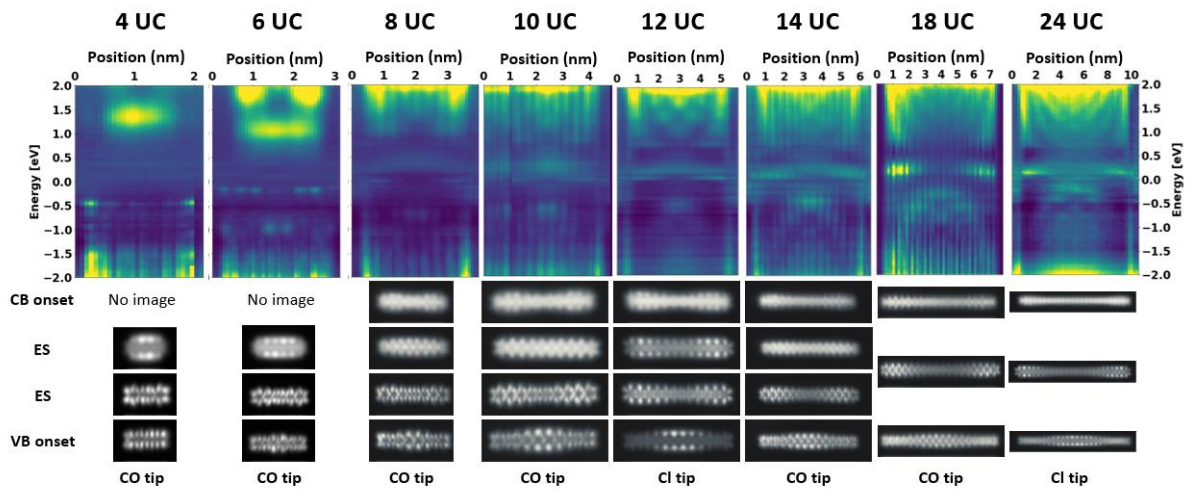 4 UC 6 UC 8 UC 10 UC 12 UC 14 UC 18 UC 24 UC
Position (nm) Position (nm) Position (nm) Position (nm) Position (nm) Position (nm) Position (nm) Position (nm)
0 1 2 0 1 2 3 0 1 2 3 0 1 2 3 4 0 1 2 3 4 5 0 1 2 3 4 5 6 0 1 2 3 4 5 6 7 0 2 4 6 8 10
2.0 2.0
1.5 1.5
1.0 1.0
0.5 0.5
0.0 0.0
−0.5 −0.5
−1.0 −1.0
−1.5 −1.5
−2.0 −2.0
Energy [eV] Energy [eV]
CB onset No image No image
ES
ES
VB onset
CO tip CO tip CO tip CO tip Cl tip CO tip CO tip Cl tip